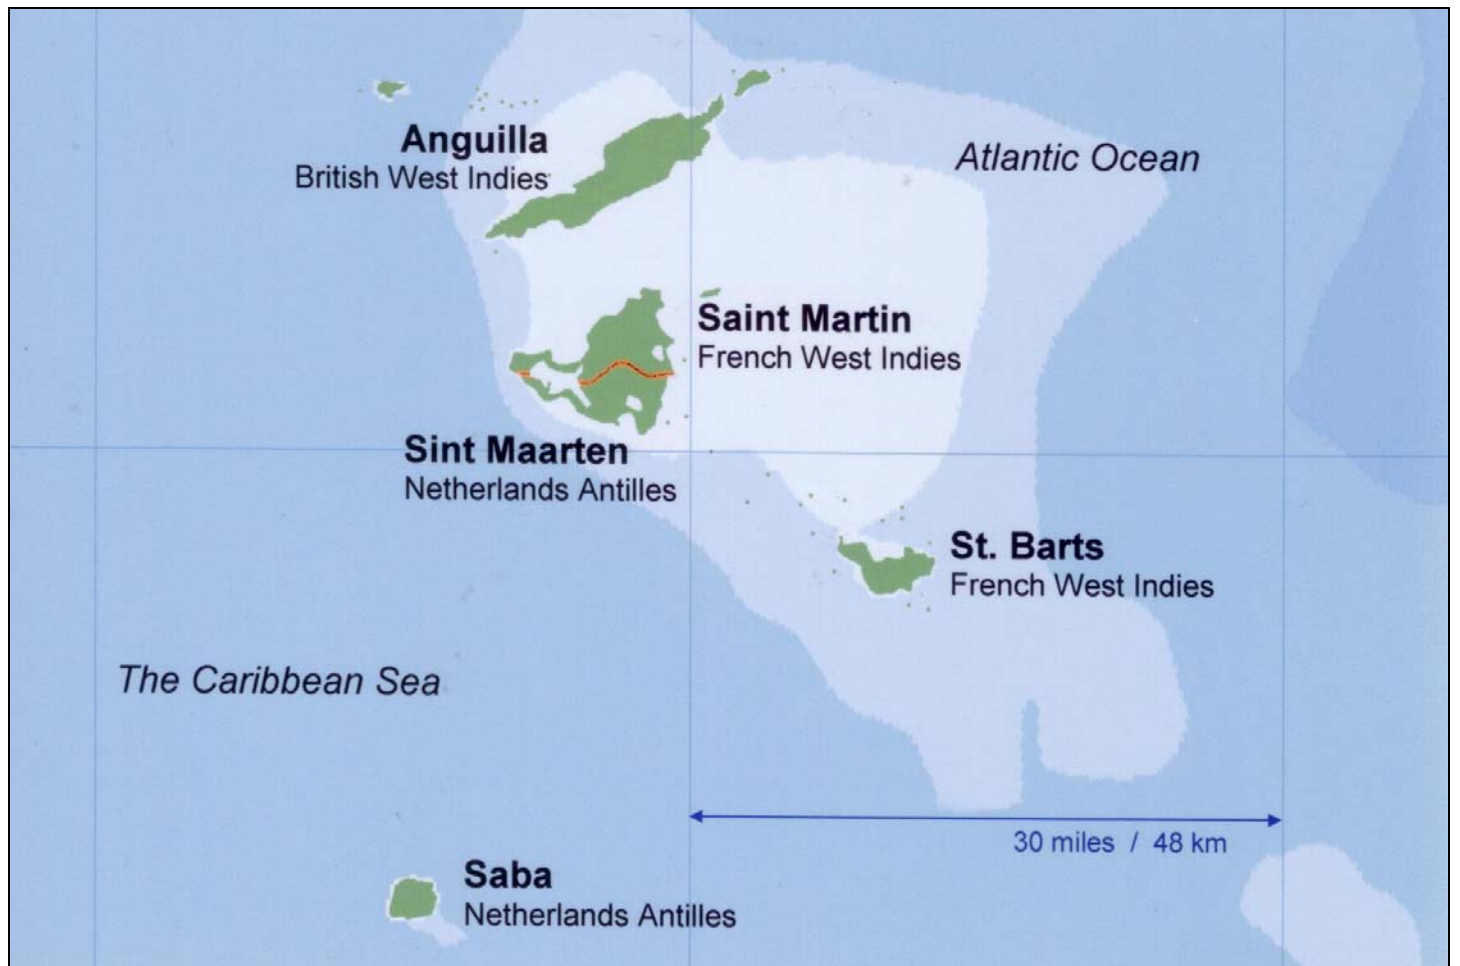 Anguilla
British West Indies
Atlantic Ocean
Saint Martin
French West Indies
Sint Maarten
Netherlands Antilles
St. Barts
French West Indies
The Caribbean Sea
30 miles / 48 km
Saba
Netherlands Antilles